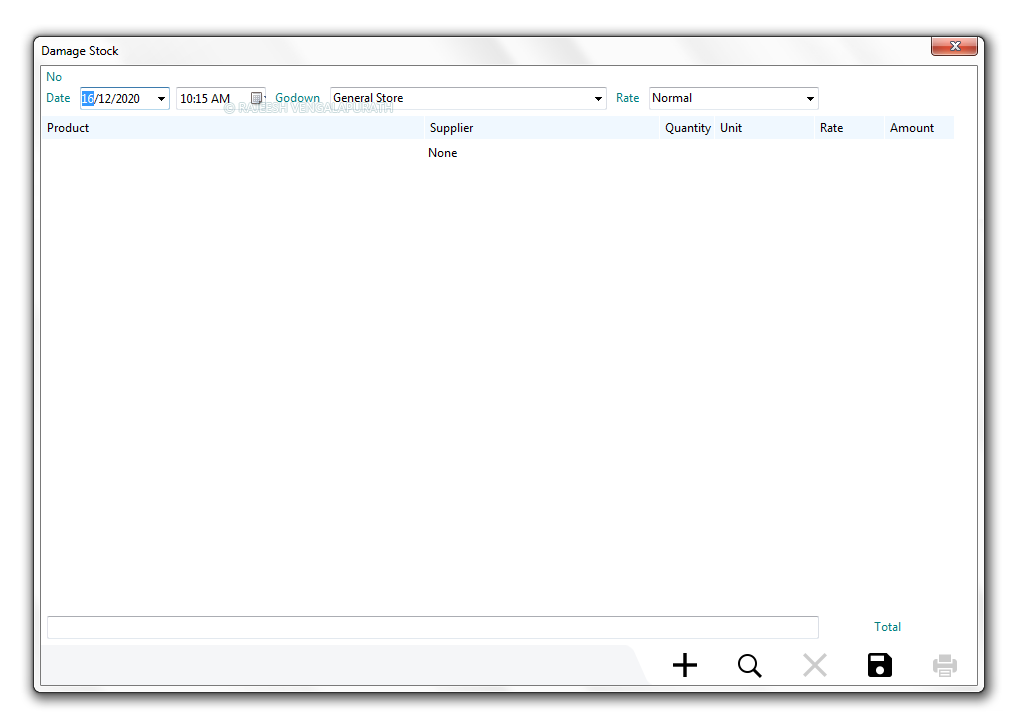 Damage Stock
No
Date 16/12/2020 10:15 AM Godown General Store Rate Normal
© RAJEESH VENGALAPURATH
Product Supplier Quantity Unit Rate Amount
None
Total